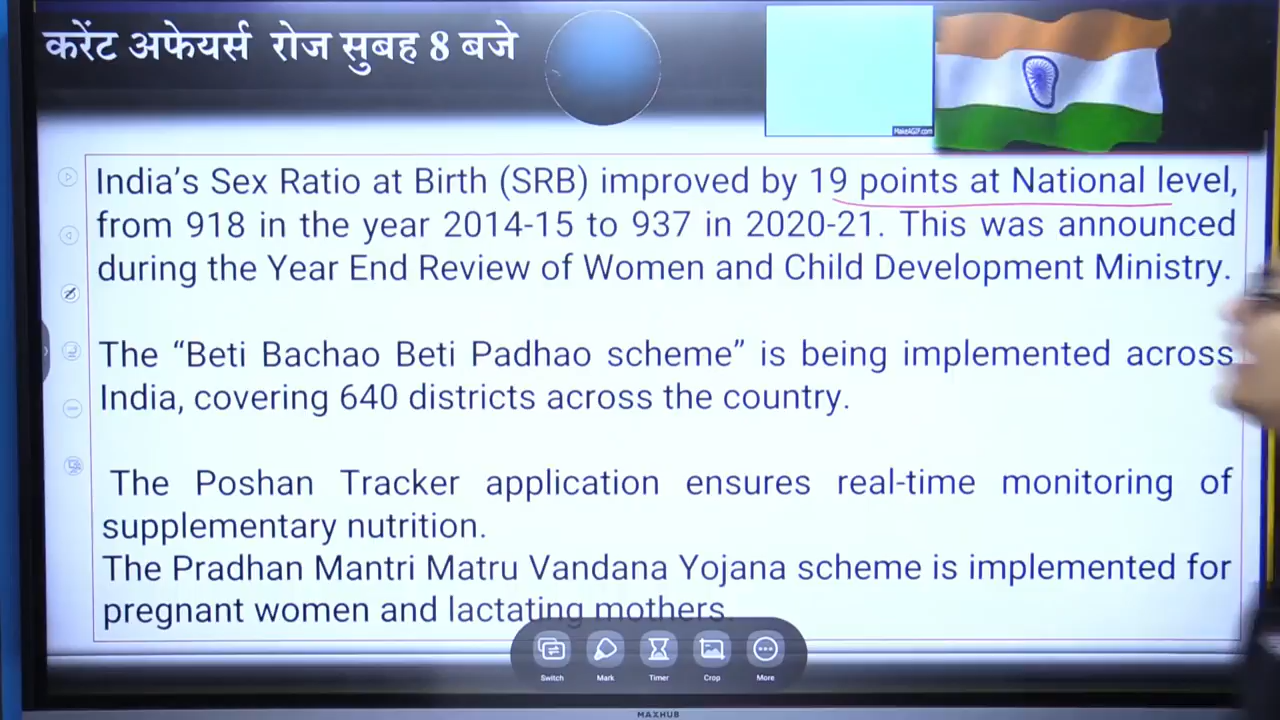 करेंट अफेयर्स रोज सुबह 8 बजे
MakeAGIF.com
India's Sex Ratio at Birth (SRB) improved by 19 points at National level,
from 918 in the year 2014-15 to 937 in 2020-21. This was announced
during the Year End Review of Women and Child Development Ministry.
The “Beti Bachao Beti Padhao scheme” is being implemented across
India, covering 640 districts across the country.
The Poshan Tracker application ensures real-time monitoring of
supplementary nutrition.
The Pradhan Mantri Matru Vandana Yojana scheme is implemented for
pregnant women and lactating mothers.
Switch Mark Timer Crop More
MAXHUB